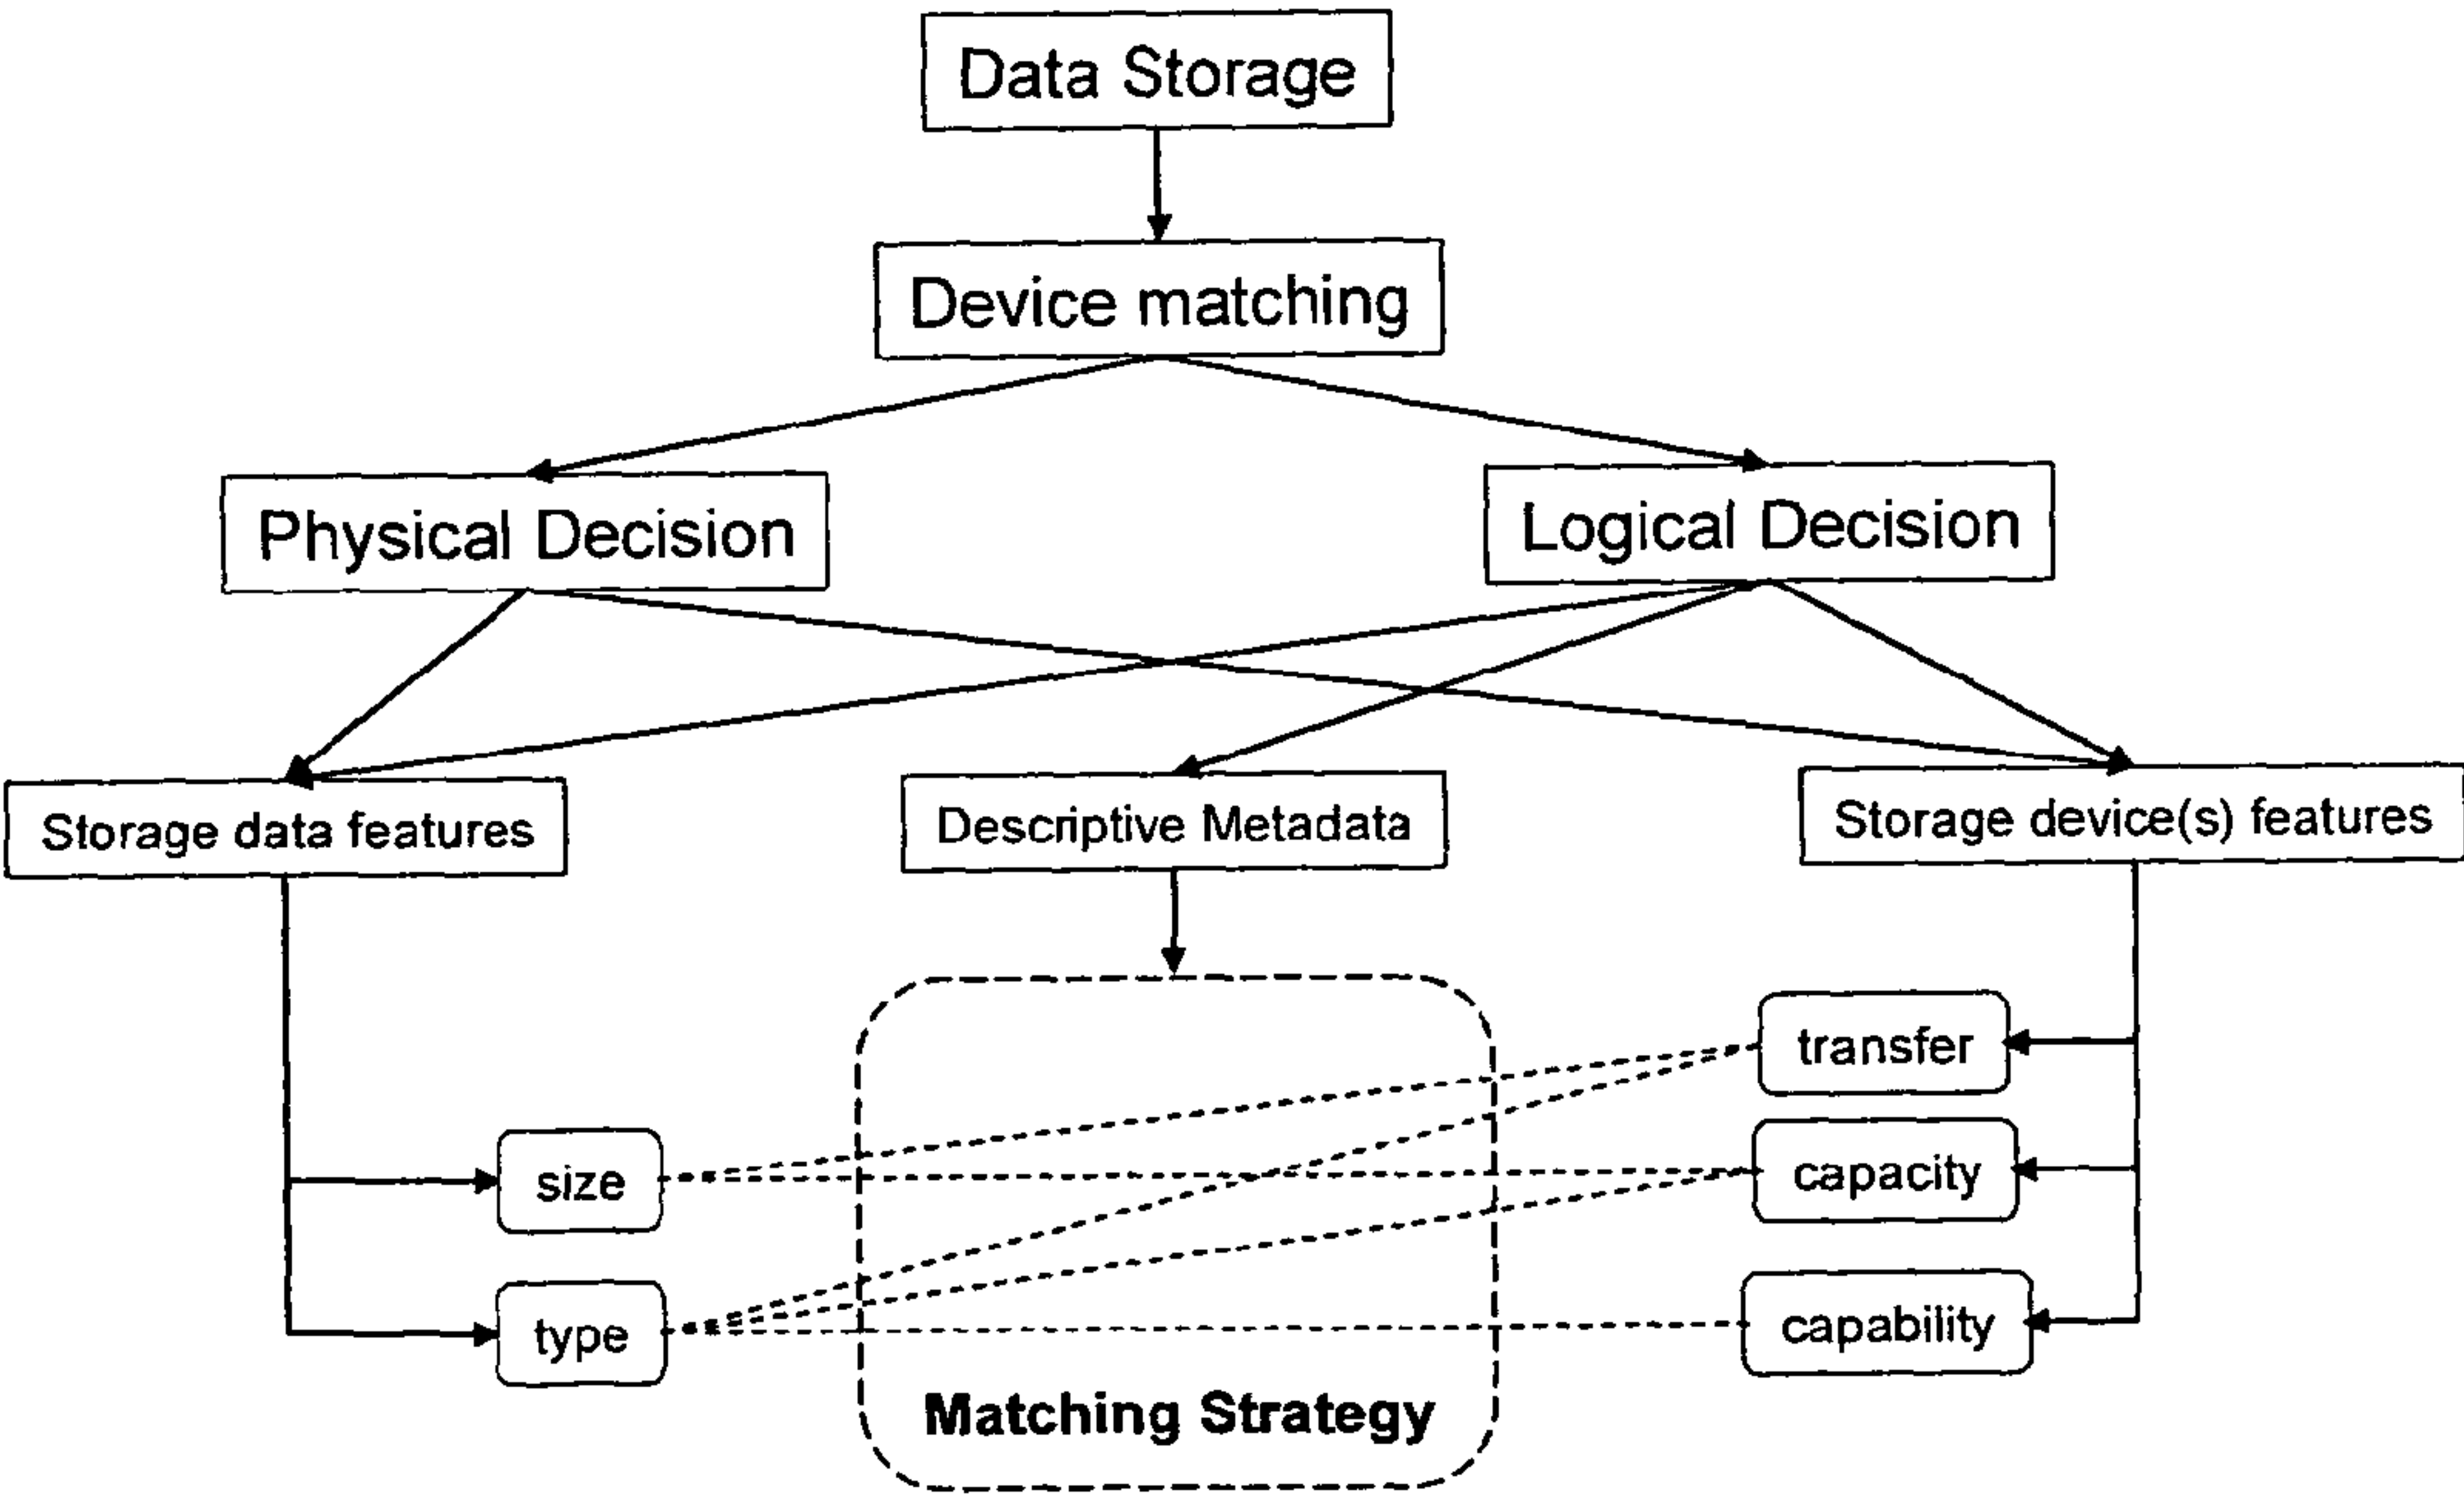 Data Storage
Device matching
Physical Decision
Logical Decision
Storage data features
Descriptive Metadata
Storage device(s) features
transfer
size
capacity
type
capability
Matching Strategy